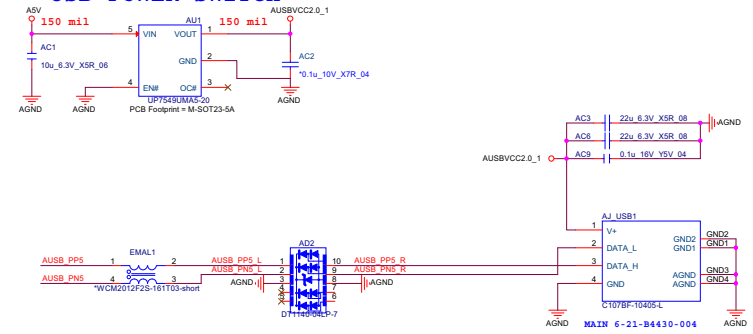 USB POWER SWITCH
A5V
150 mil
AU1
150 mil
AUSBVCC2.0_1
5
VIN
VOUT
1
AC1
10u_6.3V_X5R_06
GND
2
AC2
*0.1u_10V_X7R_04
4
EN#
OC#
3
UP7549UMA5-20
PCB Footprint = M-SOT23-5A
AGND
AGND
AGND
AC3
22u_6.3V_X5R_08
AGND
AC6
22u_6.3V_X5R_08
AUSBVCC2.0_1
AC9
0.1u_16V_Y5V_04
AJ_USB1
1
V+
2
DATA_L
3
DATA_H
4
GND
GND2
GND2
GND1
GND1
AGND
GND3
AGND
GND4
C107BF-10405-L
AGND
MAIN 6-21-B4430-004
AGND
EMAL1
AUSB_PP5
1
2
AUSB_PP5_L
AUSB_PN5
4
3
AUSB_PN5_L
*WCM2012F2S-161T03-short
AD2
1
10
AUSB_PP5_R
2
9
AUSB_PN5_R
AGND
3
8
AGND
4
7
5
6
DT1140-04LP-7